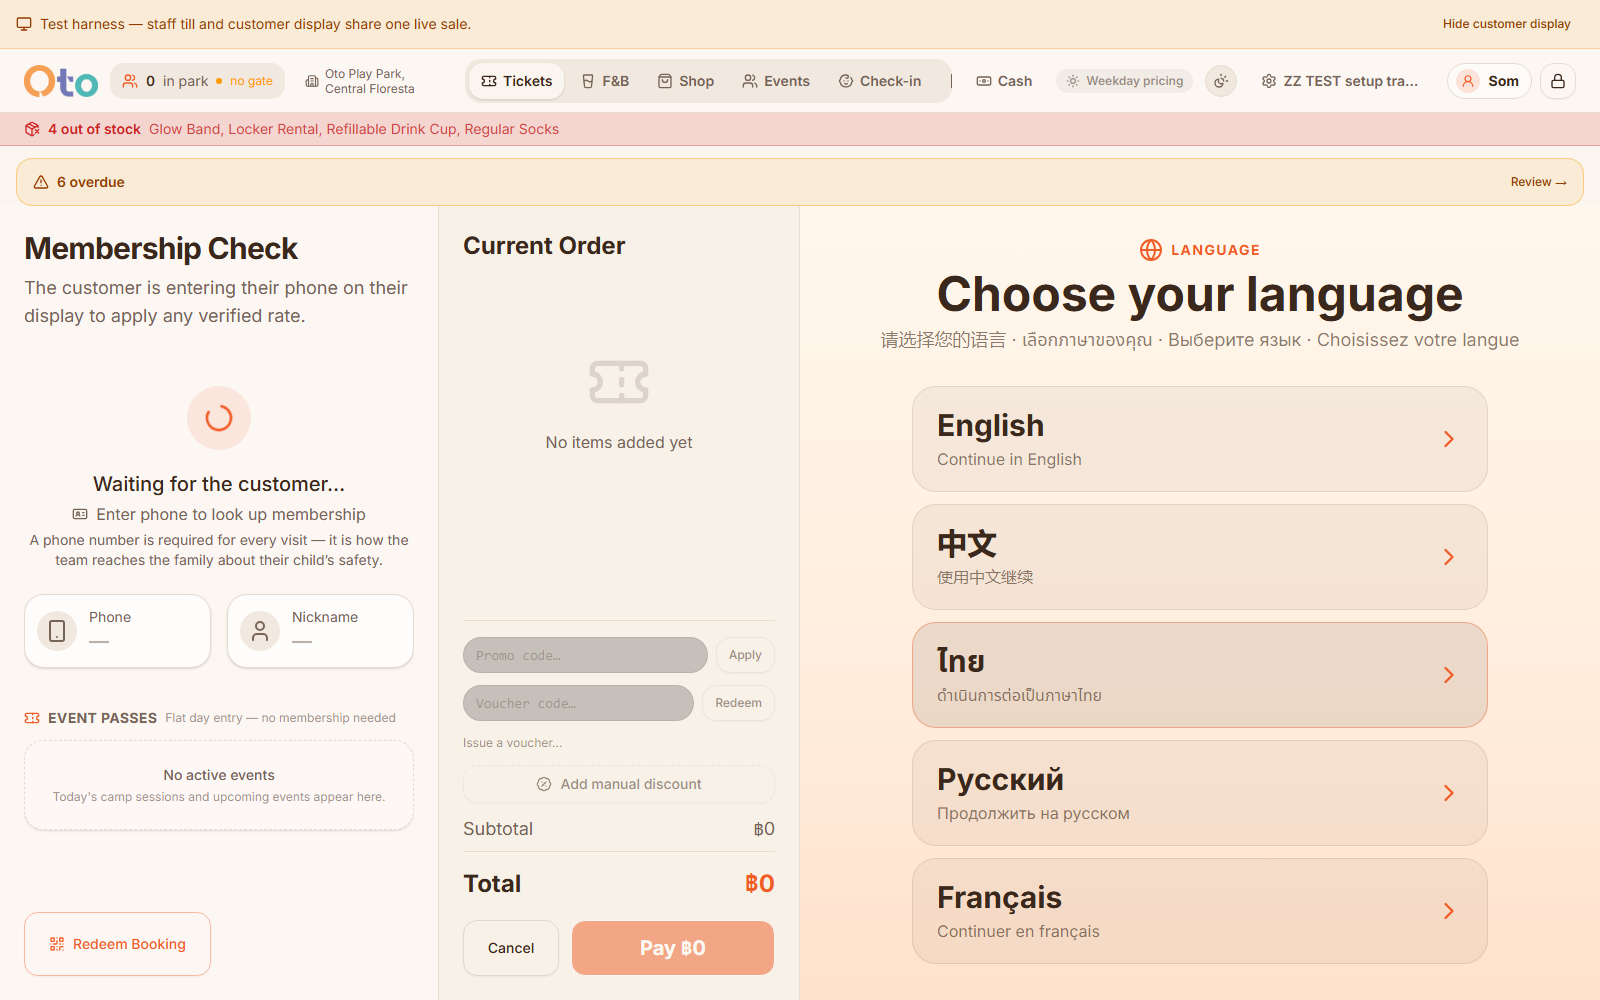 Test harness — staff till and customer display share one live sale.
Hide customer display
Oto
0 in park • no gate
Oto Play Park,
Central Floresta
Tickets
F&B
Shop
Events
Check-in
Cash
Weekday pricing
ZZ TEST setup tra...
Som
4 out of stock Glow Band, Locker Rental, Refillable Drink Cup, Regular Socks
6 overdue
Review →
Membership Check
The customer is entering their phone on their
display to apply any verified rate.
Waiting for the customer...
Enter phone to look up membership
A phone number is required for every visit — it is how the
team reaches the family about their child's safety.
Phone
—
Nickname
—
EVENT PASSES Flat day entry — no membership needed
No active events
Today's camp sessions and upcoming events appear here.
Redeem Booking
Current Order
No items added yet
Promo code…
Apply
Voucher code…
Redeem
Issue a voucher...
Add manual discount
Subtotal ฿0
Total ฿0
Cancel
Pay ฿0
LANGUAGE
Choose your language
请选择您的语言 · เลือกภาษาของคุณ · Выберите язык · Choisissez votre langue
English
Continue in English
中文
使用中文继续
ไทย
ดำเนินการต่อเป็นภาษาไทย
Русский
Продолжить на русском
Français
Continuer en français